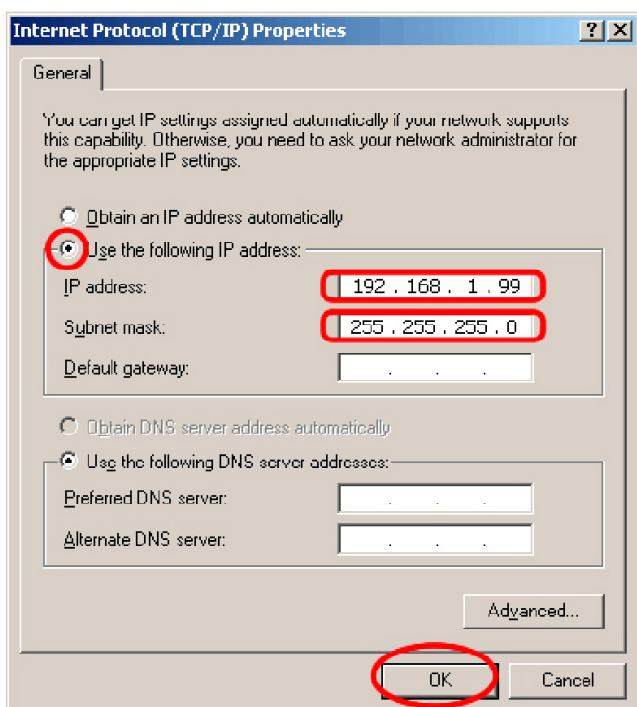 Internet Protocol (TCP/IP) Properties
General
You can get IP settings assigned automatically if your network supports
this capability. Otherwise, you need to ask your network administrator for
the appropriate IP settings.
Obtain an IP address automatically
Use the following IP address:
IP address: 192 . 168 . 1 . 99
Subnet mask: 255 . 255 . 255 . 0
Default gateway: . . .
Obtain DNS server address automatically
Use the following DNS server addresses:
Preferred DNS server: . . .
Alternate DNS server: . . .
Advanced...
OK Cancel